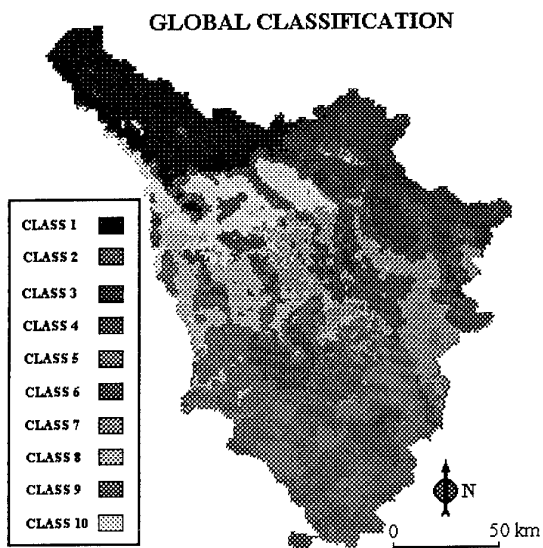 GLOBAL CLASSIFICATION
CLASS 1
CLASS 2
CLASS 3
CLASS 4
CLASS 5
CLASS 6
CLASS 7
CLASS 8
CLASS 9
CLASS 10
N
0 50 km